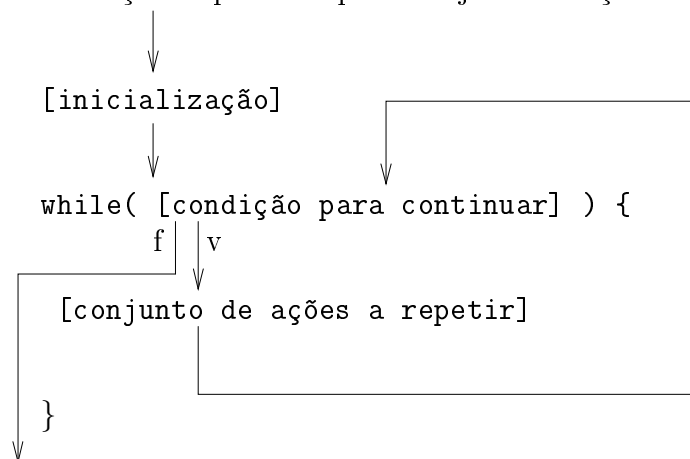 [inicialização]
while( [condição para continuar] ) {
f v
[conjunto de ações a repetir]
}